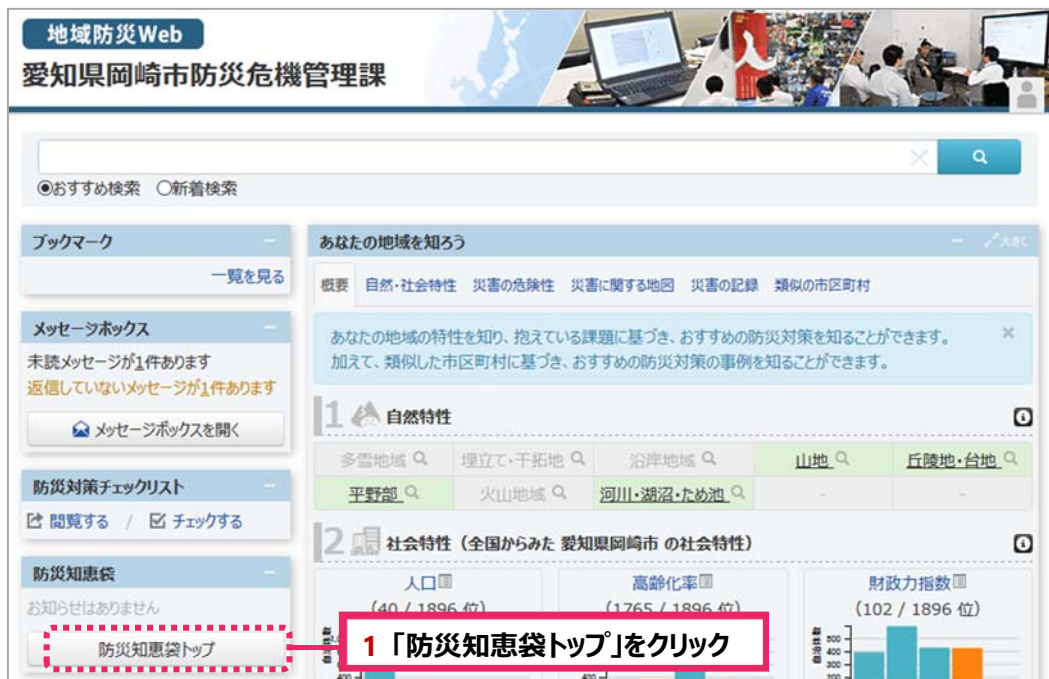 地域防災Web
愛知県岡崎市防災危機管理課
◉おすすめ検索 ○新着検索
ブックマーク
一覧を見る
メッセージボックス
未読メッセージが1件あります
返信していないメッセージが1件あります
メッセージボックスを開く
防災対策チェックリスト
閲覧する / チェックする
防災知恵袋
お知らせはありません
防災知恵袋トップ
1 「防災知恵袋トップ」をクリック
あなたの地域を知ろう
大きく
概要 自然・社会特性 災害の危険性 災害に関する地図 災害の記録 類似の市区町村
あなたの地域の特性を知り、抱えている課題に基づき、おすすめの防災対策を知ることができます。
加えて、類似した市区町村に基づき、おすすめの防災対策の事例を知ることができます。
1 自然特性
多雪地域 埋立て・干拓地 沿岸地域 山地 丘陵地・台地
平野部 火山地域 河川・湖沼・ため池 - -
2 社会特性（全国からみた 愛知県岡崎市 の社会特性）
人口 高齢化率 財政力指数
(40 / 1896 位) (1765 / 1896 位) (102 / 1896 位)
自治体数
500
400
300
200